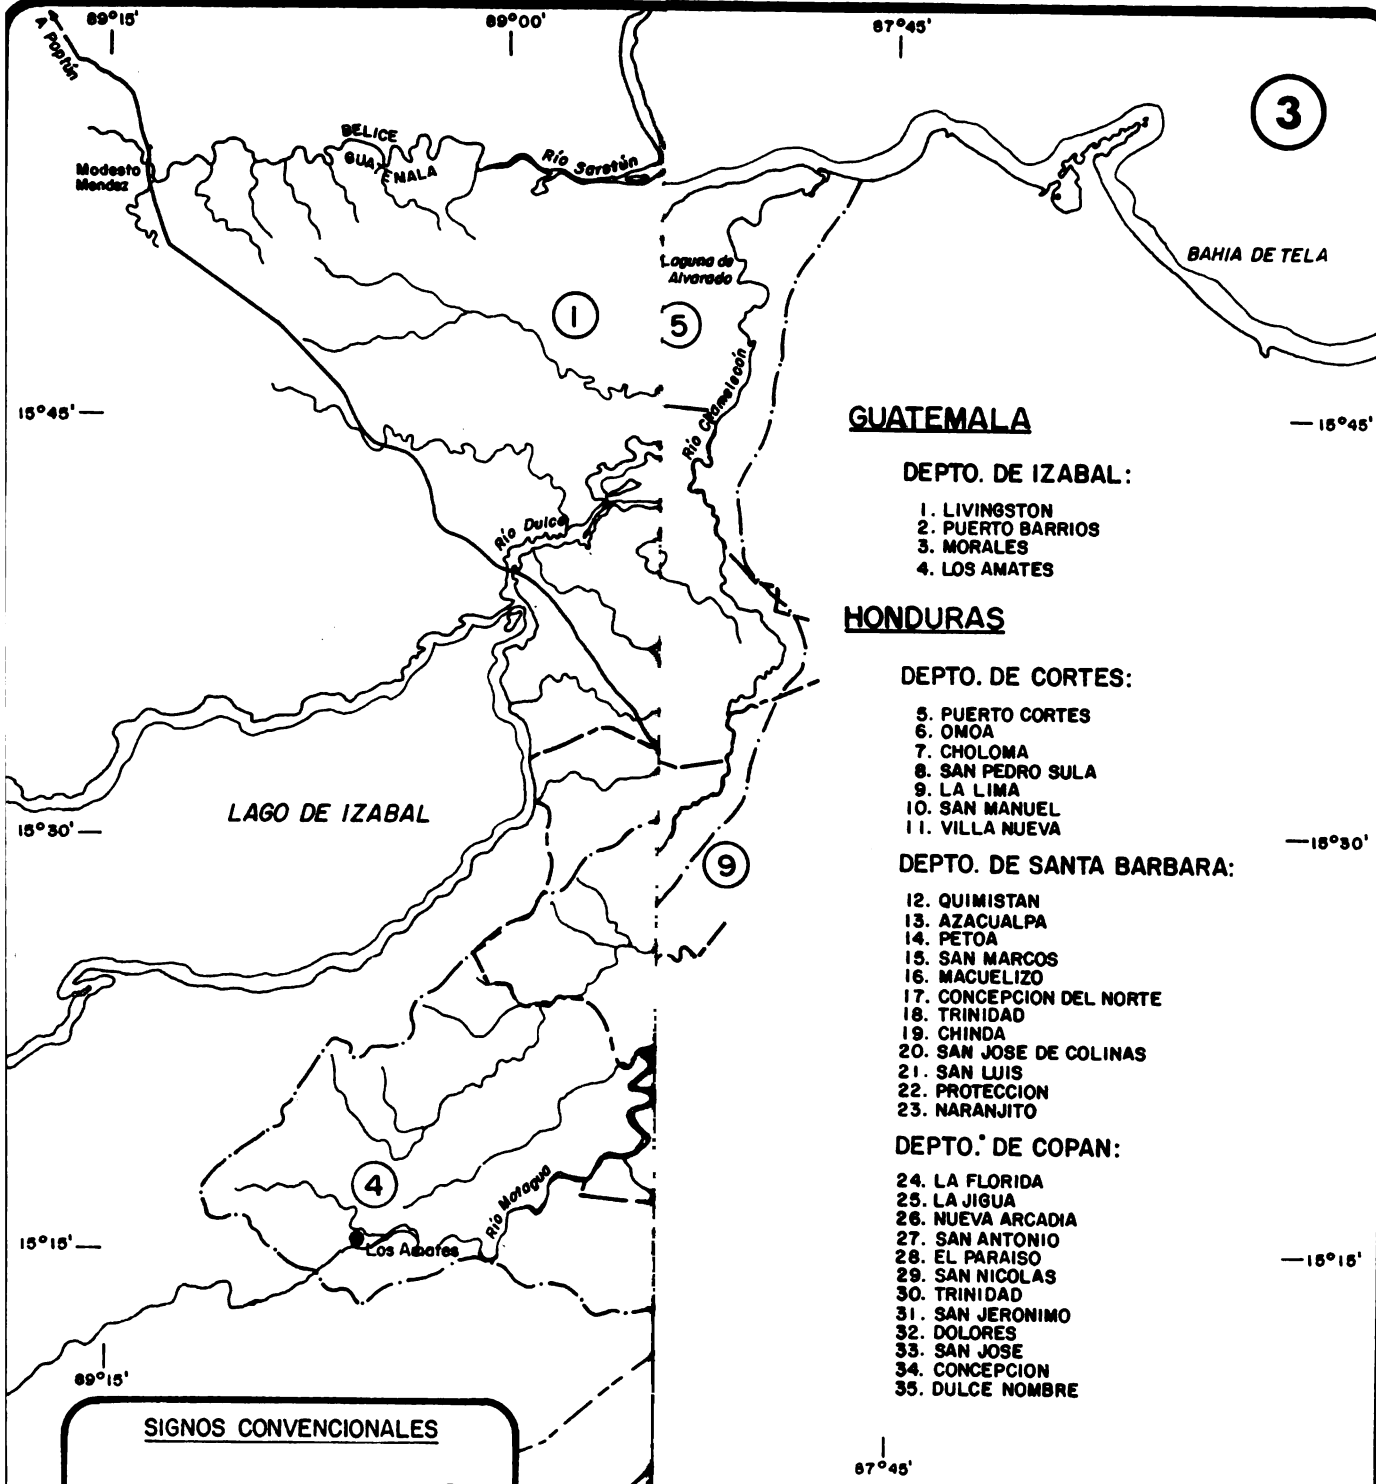 89°15'
89°00'
87°45'
A Poptún
3
BELICE
GUATENALA
Río Sarstún
Modesto
Mendez
BAHIA DE TELA
Laguna de
Alvarado
1
5
Río Chamelecón
15°45'
15°45'
GUATEMALA
DEPTO. DE IZABAL:
1. LIVINGSTON
2. PUERTO BARRIOS
3. MORALES
4. LOS AMATES
Río Dulce
HONDURAS
DEPTO. DE CORTES:
5. PUERTO CORTES
6. OMOA
7. CHOLOMA
8. SAN PEDRO SULA
9. LA LIMA
10. SAN MANUEL
11. VILLA NUEVA
LAGO DE IZABAL
15°30'
15°30'
9
DEPTO. DE SANTA BARBARA:
12. QUIMISTAN
13. AZACUALPA
14. PETOA
15. SAN MARCOS
16. MACUELIZO
17. CONCEPCION DEL NORTE
18. TRINIDAD
19. CHINDA
20. SAN JOSE DE COLINAS
21. SAN LUIS
22. PROTECCION
23. NARANJITO
DEPTO. DE COPAN:
24. LA FLORIDA
25. LA JIGUA
26. NUEVA ARCADIA
27. SAN ANTONIO
28. EL PARAISO
29. SAN NICOLAS
30. TRINIDAD
31. SAN JERONIMO
32. DOLORES
33. SAN JOSE
34. CONCEPCION
35. DULCE NOMBRE
4
Río Motagua
Los Amates
15°15'
15°15'
89°15'
SIGNOS CONVENCIONALES
87°45'